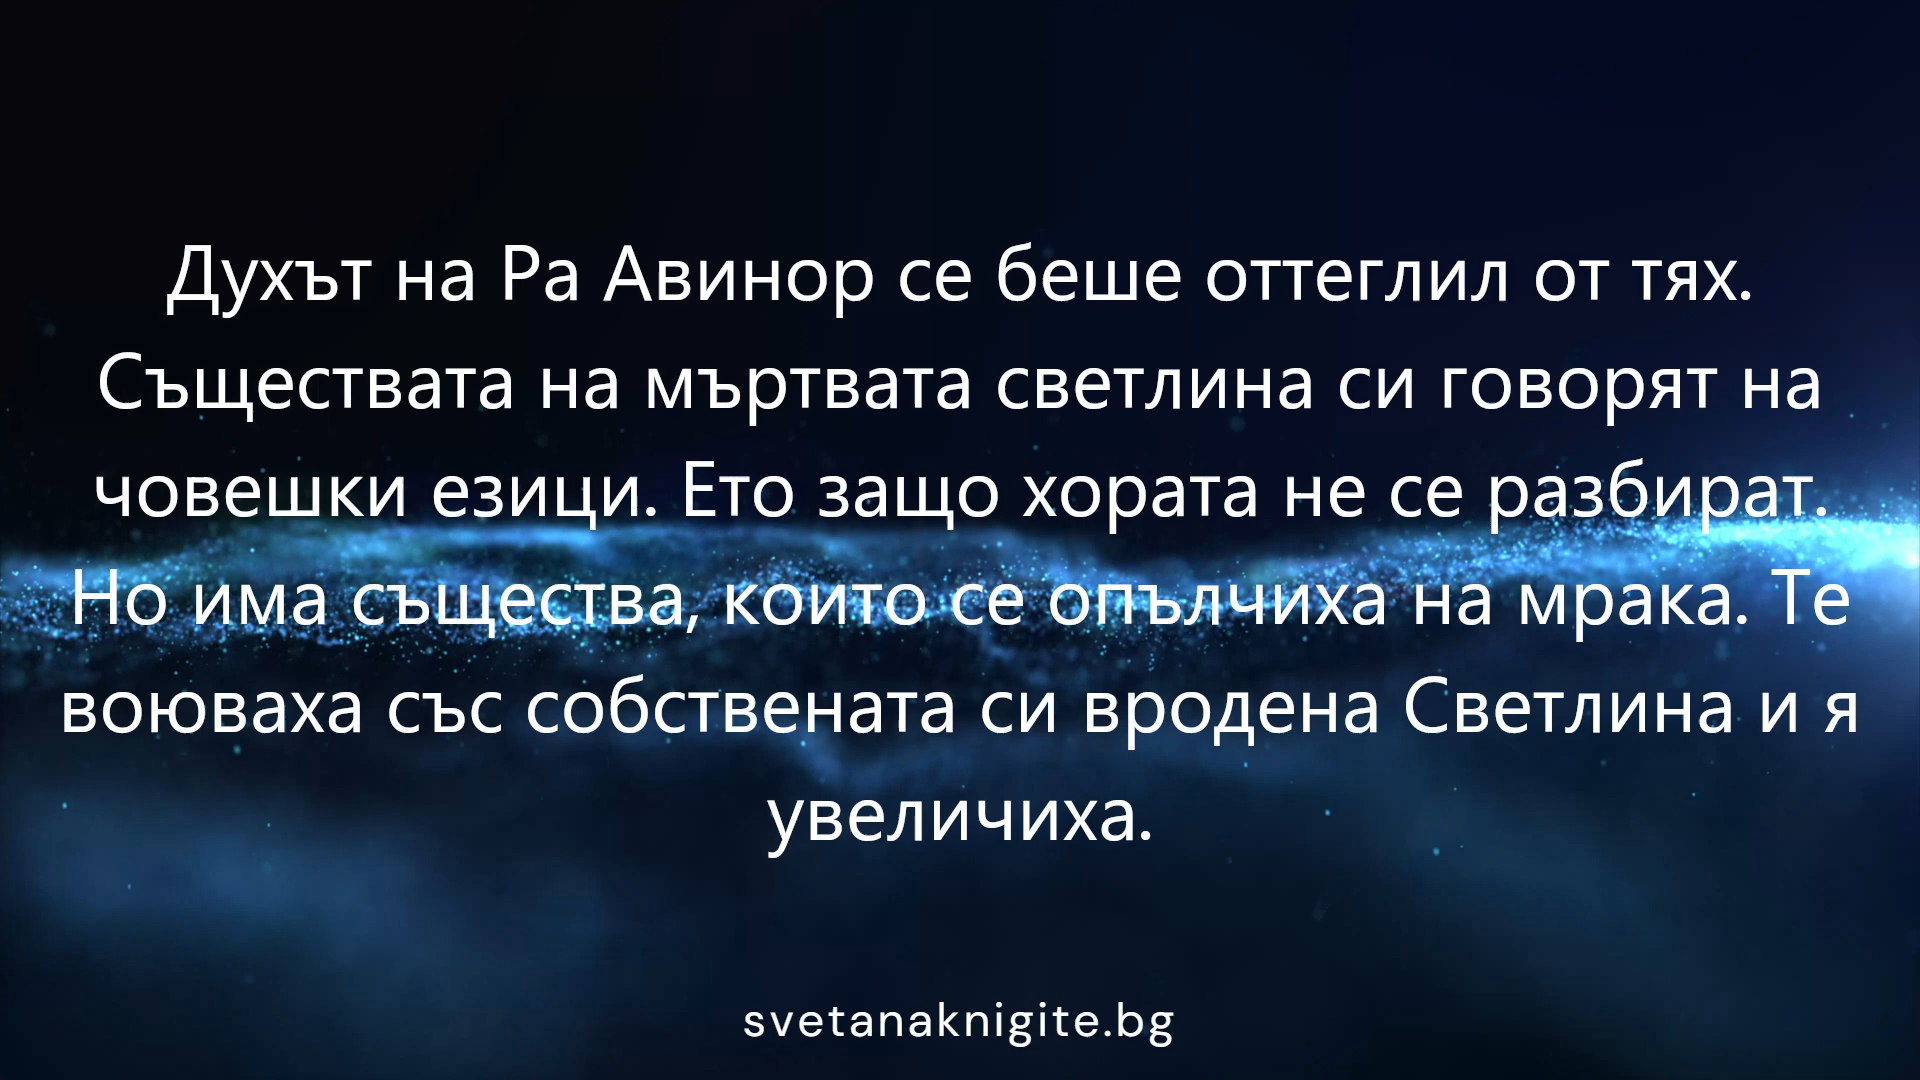 Духът на Ра Авинор се беше оттеглил от тях.
Съществата на мъртвата светлина си говорят на
човешки езици. Ето защо хората не се разбират.
Но има същества, които се опълчиха на мрака. Те
воюваха със собствената си вродена Светлина и я
увеличиха.
svetanaknigite.bg